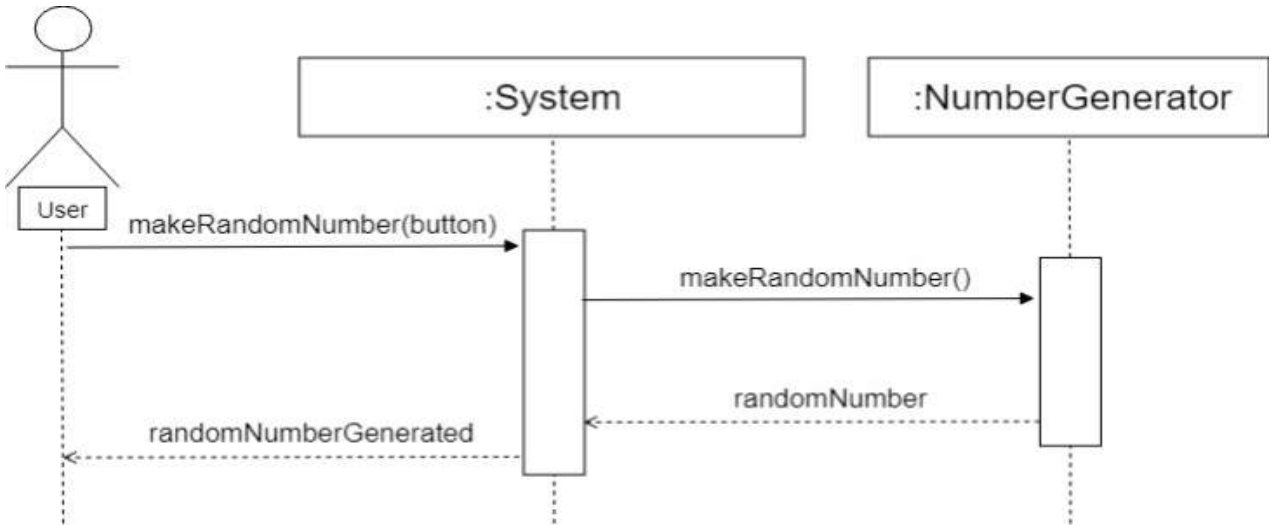 :System
:NumberGenerator
User
makeRandomNumber(button)
makeRandomNumber()
randomNumber
randomNumberGenerated